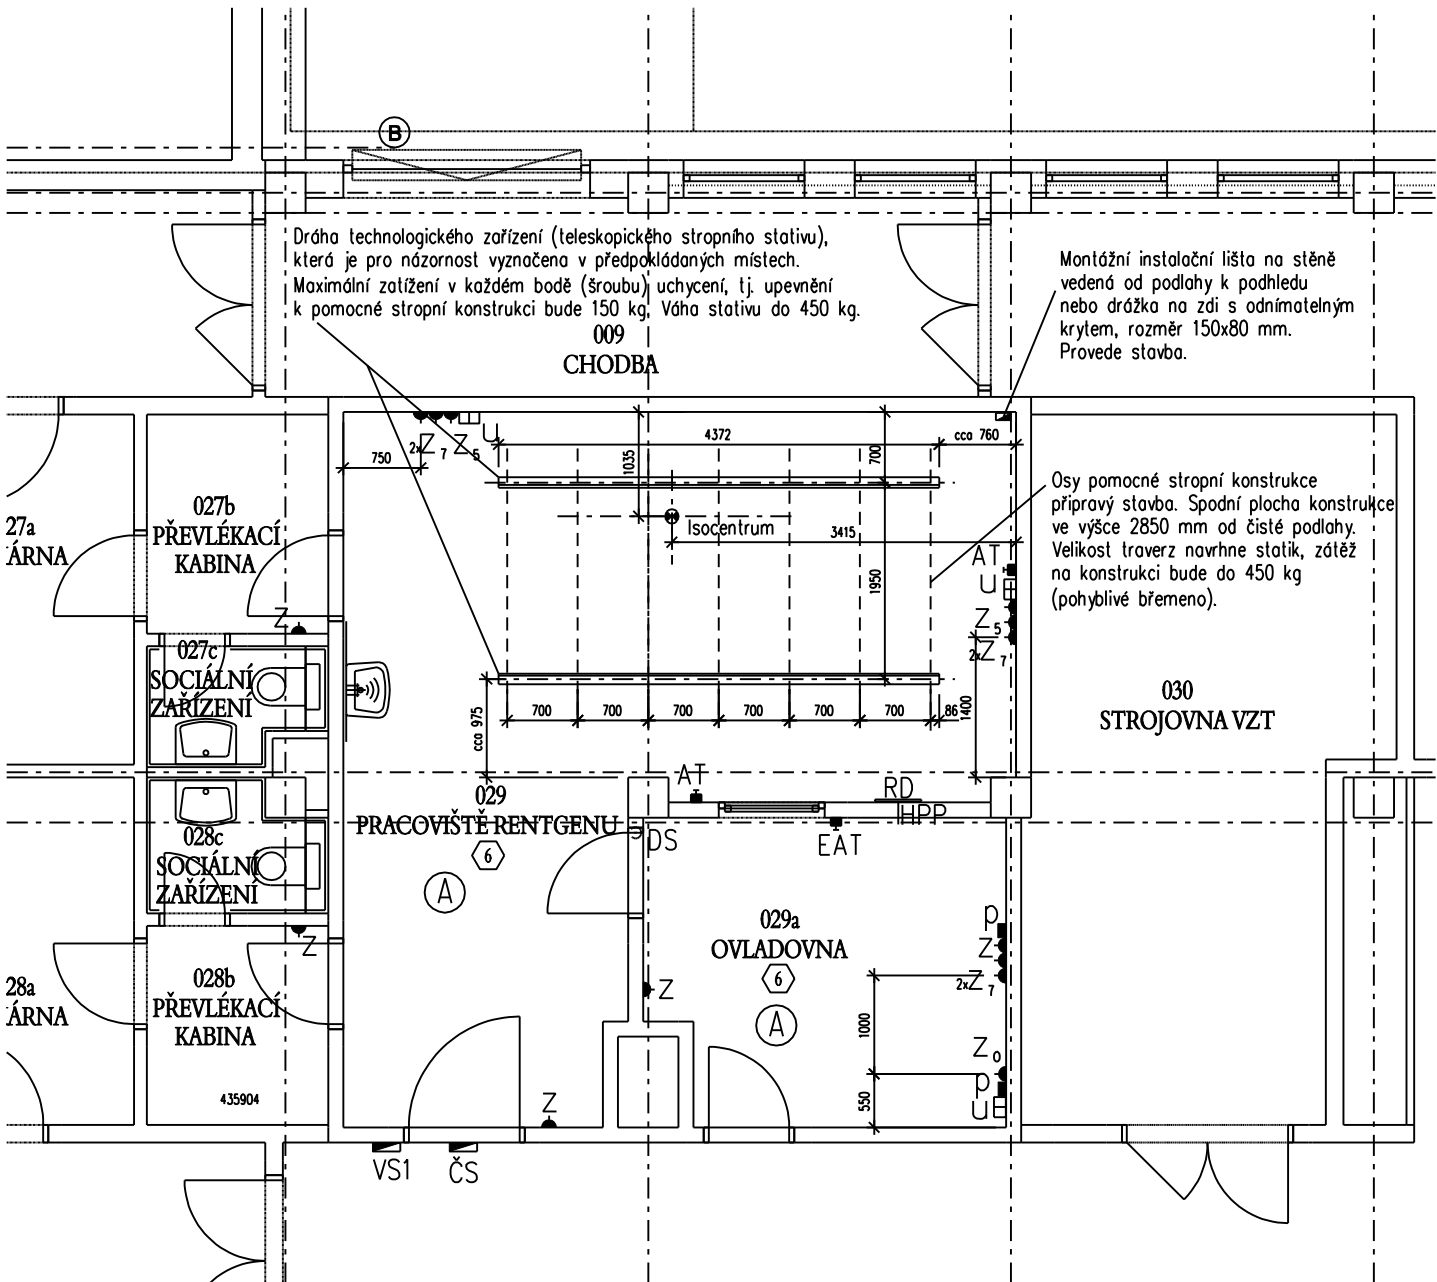 B
Dráha technologického zařízení (teleskopického stropního stativu),
která je pro názornost vyznačena v předpokládaných místech.
Maximální zatížení v každém bodě (šroubu) uchycení, tj. upevnění
k pomocné stropní konstrukci bude 150 kg. Váha stativu do 450 kg.
009
CHODBA
Montážní instalační lišta na stěně
vedená od podlahy k podhledu
nebo drážka na zdi s odnímatelným
krytem, rozměr 150x80 mm.
Provede stavba.
U
2xZ7 Z5
750
4372
cca 760
1035
700
Isocentrum
3415
1950
Osy pomocné stropní konstrukce
připravý stavba. Spodní plocha konstrukce
ve výšce 2850 mm od čisté podlahy.
Velikost traverz navrhne statik, zátěž
na konstrukci bude do 450 kg
(pohyblivé břemeno).
AT
U
Z5
2xZ7
1400
27a
ÁRNA
027b
PŘEVLÉKACÍ
KABINA
Z
027c
SOCIÁLNÍ
ZAŘÍZENÍ
cca 975
700 700 700 700 700 700 86
030
STROJOVNA VZT
029
PRACOVIŠTĚ RENTGENU
6
A
AT
RD
HPP
DS
EAT
028c
SOCIÁLNÍ
ZAŘÍZENÍ
Z
28a
ÁRNA
028b
PŘEVLÉKACÍ
KABINA
435904
029a
OVLADOVNA
6
A
Z
p
Z
2xZ7
1000
Z0
p
U
550
Z
VS1
ČS